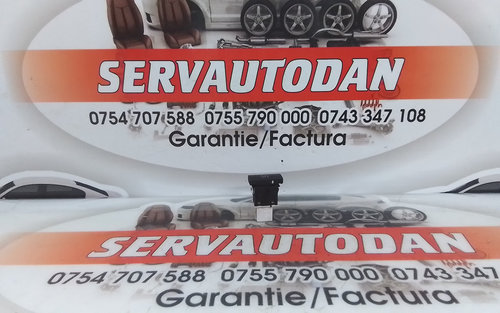 SERVAUTODAN
0754 707 588 0755 790 000 0743 347 108
Garantie/Factura
SERVAUTODAN
0754 707 588 0755 790 000 0743 347
Garantie/Factura